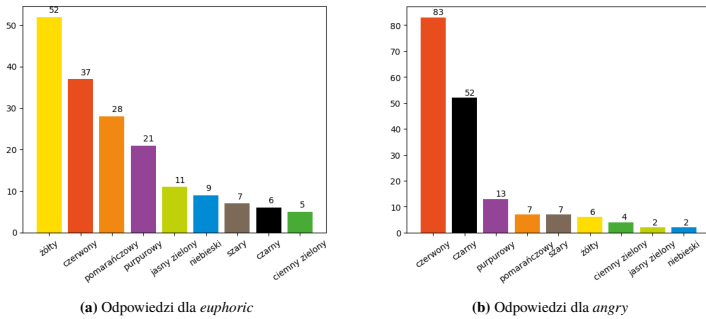 52
50
37
40
30
28
21
20
11
9
10
7
6
5
0
żółty
czerwony
pomarańczowy
purpurowy
jasny zielony
niebieski
szary
czarny
ciemny zielony
(a) Odpowiedzi dla euphoric
83
80
70
60
52
50
40
30
20
13
10
7
7
6
4
2
2
0
czerwony
czarny
purpurowy
pomarańczowy
szary
żółty
ciemny zielony
jasny zielony
niebieski
(b) Odpowiedzi dla angry